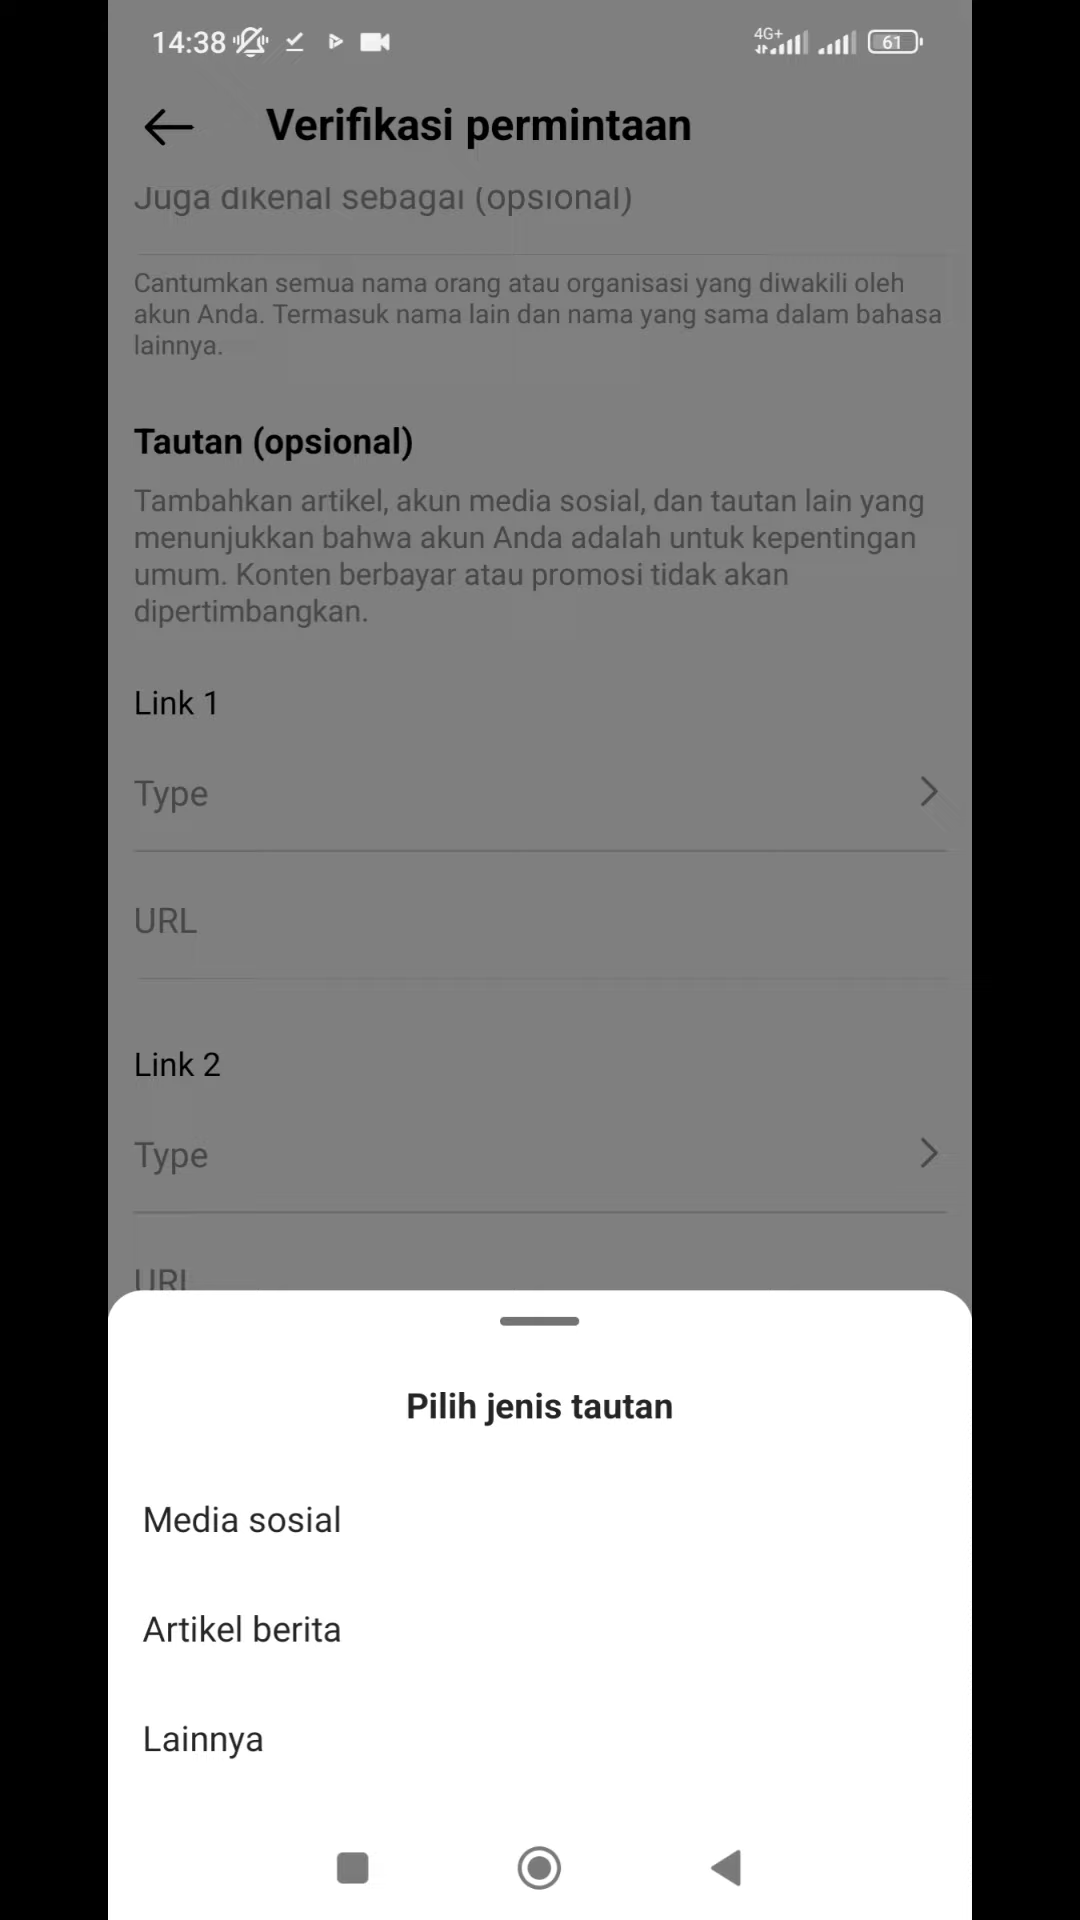 14:38
4G+
61
Verifikasi permintaan
Juga dikenal sebagai (opsional)
Cantumkan semua nama orang atau organisasi yang diwakili oleh
akun Anda. Termasuk nama lain dan nama yang sama dalam bahasa
lainnya.
Tautan (opsional)
Tambahkan artikel, akun media sosial, dan tautan lain yang
menunjukkan bahwa akun Anda adalah untuk kepentingan
umum. Konten berbayar atau promosi tidak akan
dipertimbangkan.
Link 1
Type
URL
Link 2
Type
URL
Pilih jenis tautan
Media sosial
Artikel berita
Lainnya